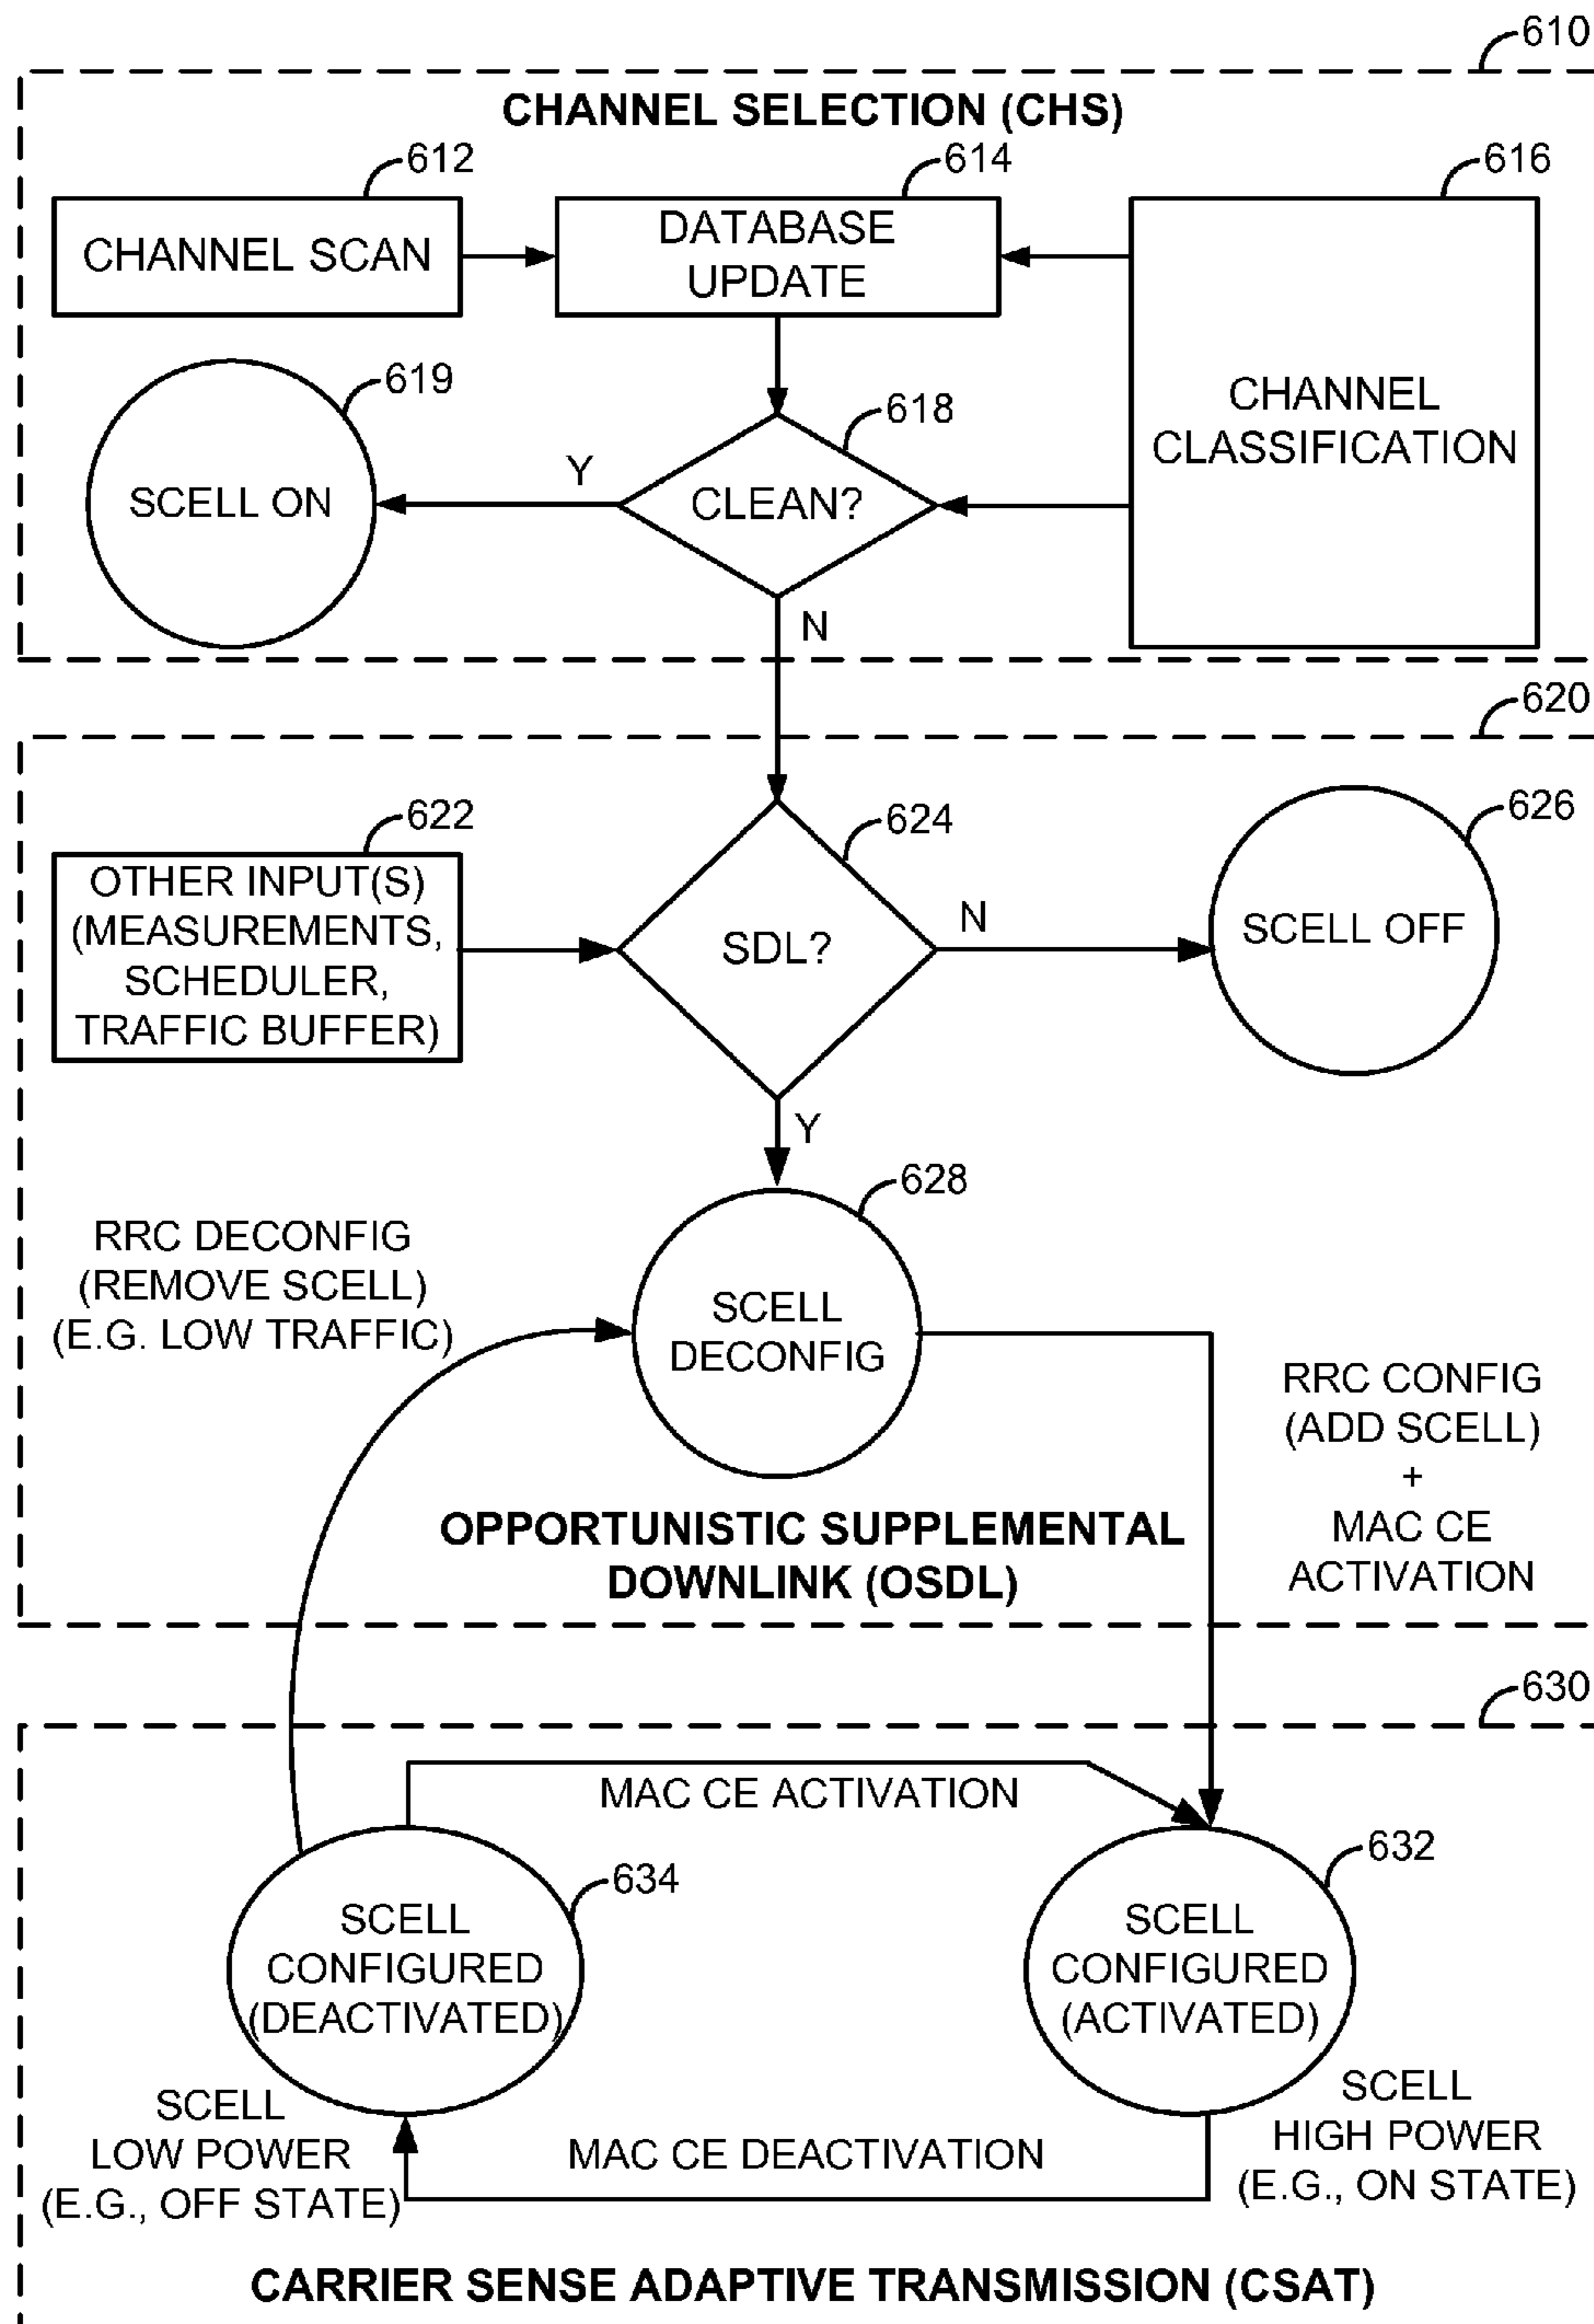 610
CHANNEL SELECTION (CHS)
612
614
616
CHANNEL SCAN
DATABASE
UPDATE
CHANNEL
CLASSIFICATION
619
618
Y
SCELL ON
CLEAN?
N
620
622
624
626
OTHER INPUT(S)
(MEASUREMENTS,
SCHEDULER,
TRAFFIC BUFFER)
SDL?
N
SCELL OFF
Y
628
RRC DECONFIG
(REMOVE SCELL)
(E.G. LOW TRAFFIC)
SCELL
DECONFIG
RRC CONFIG
(ADD SCELL)
+
MAC CE
ACTIVATION
OPPORTUNISTIC SUPPLEMENTAL
DOWNLINK (OSDL)
630
MAC CE ACTIVATION
634
632
SCELL
CONFIGURED
(DEACTIVATED)
SCELL
CONFIGURED
(ACTIVATED)
SCELL
LOW POWER
(E.G., OFF STATE)
MAC CE DEACTIVATION
SCELL
HIGH POWER
(E.G., ON STATE)
CARRIER SENSE ADAPTIVE TRANSMISSION (CSAT)